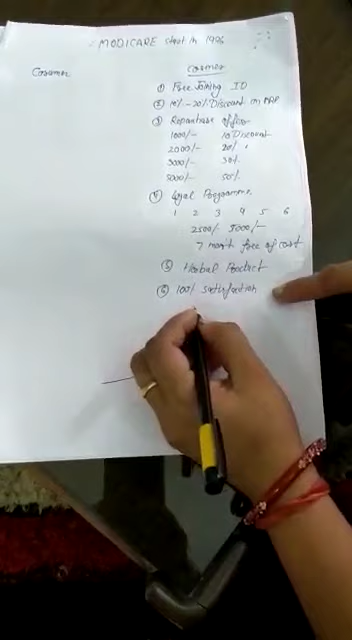 MODICARE start in 1996
Cosmer cosmer
① Free Joining ID
② 10%-20% Discount on MRP
③ Repurchase offer
1000/- 10 Discount
2000/- 20% "
3000/- 30%
5000/- 50%
④ Loyal Programme,
1 2 3 4 5 6
2500/- 5000/-
7 month free of cost
⑤ Herbal Product
⑥ 100% satisfaction